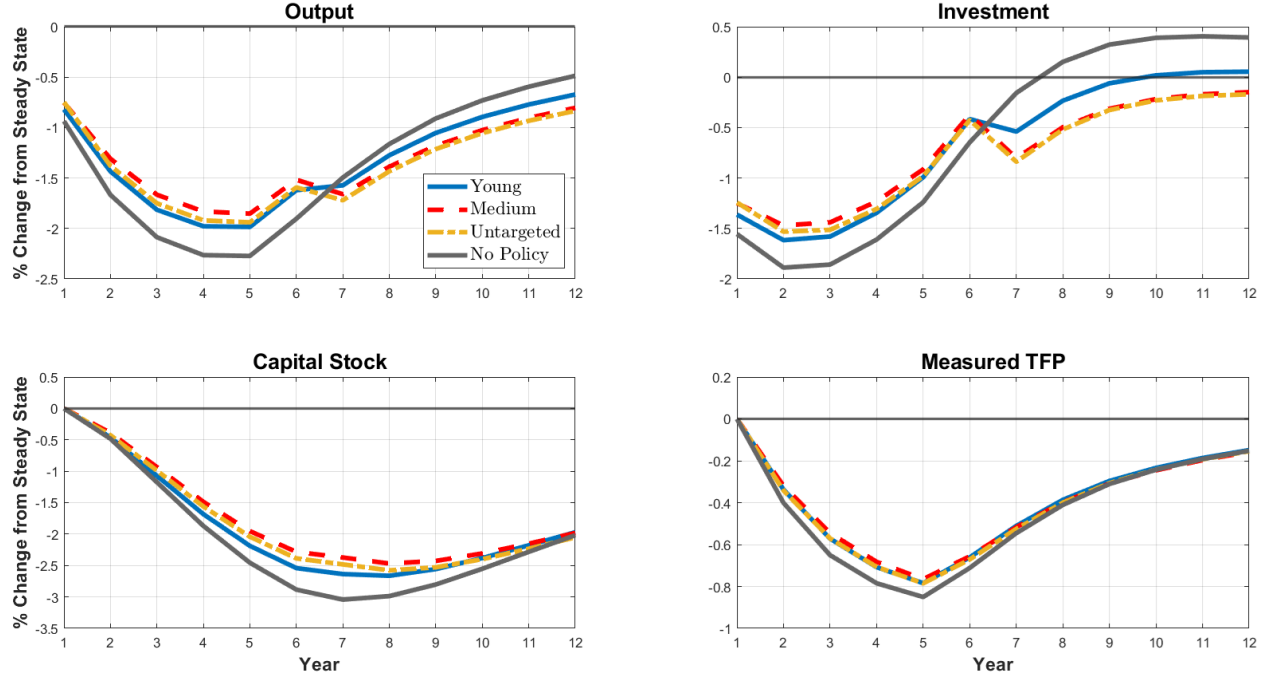 Output
% Change from Steady State
0
-0.5
-1
-1.5
-2
-2.5
1 2 3 4 5 6 7 8 9 10 11 12
Young
Medium
Untargeted
No Policy
Investment
0.5
0
-0.5
-1
-1.5
-2
1 2 3 4 5 6 7 8 9 10 11 12
Capital Stock
% Change from Steady State
0.5
0
-0.5
-1
-1.5
-2
-2.5
-3
-3.5
1 2 3 4 5 6 7 8 9 10 11 12
Year
Measured TFP
0.2
0
-0.2
-0.4
-0.6
-0.8
-1
1 2 3 4 5 6 7 8 9 10 11 12
Year